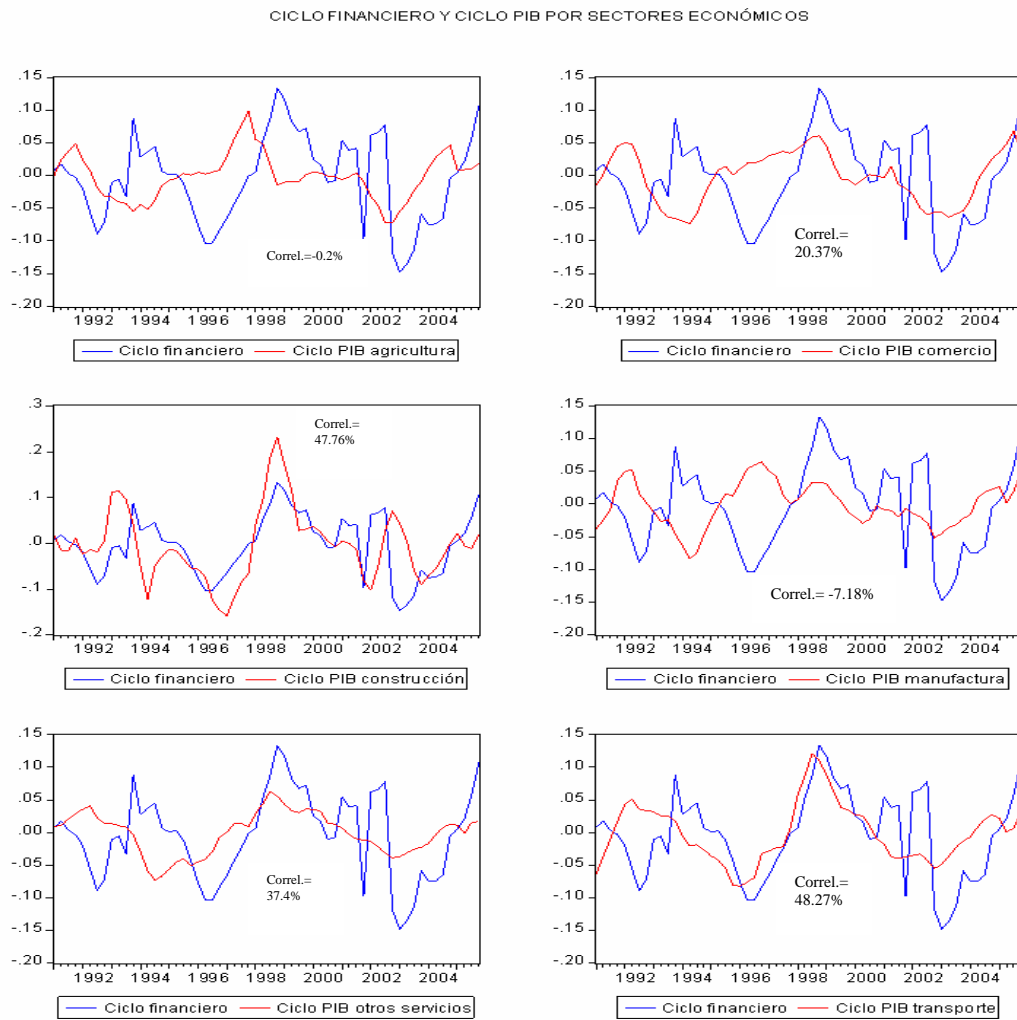 CICLO FINANCIERO Y CICLO PIB POR SECTORES ECONÓMICOS
.15
.10
.05
.00
-.05
-.10
-.15
-.20
Correl.=-0.2%
1992 1994 1996 1998 2000 2002 2004
Ciclo financiero Ciclo PIB agricultura
.15
.10
.05
.00
-.05
-.10
-.15
-.20
Correl.=
20.37%
1992 1994 1996 1998 2000 2002 2004
Ciclo financiero Ciclo PIB comercio
.3
.2
.1
.0
-.1
-.2
Correl.=
47.76%
1992 1994 1996 1998 2000 2002 2004
Ciclo financiero Ciclo PIB construcción
.15
.10
.05
.00
-.05
-.10
-.15
-.20
Correl.= -7.18%
1992 1994 1996 1998 2000 2002 2004
Ciclo financiero Ciclo PIB manufactura
.15
.10
.05
.00
-.05
-.10
-.15
-.20
Correl.=
37.4%
1992 1994 1996 1998 2000 2002 2004
Ciclo financiero Ciclo PIB otros servicios
.15
.10
.05
.00
-.05
-.10
-.15
-.20
Correl.=
48.27%
1992 1994 1996 1998 2000 2002 2004
Ciclo financiero Ciclo PIB transporte